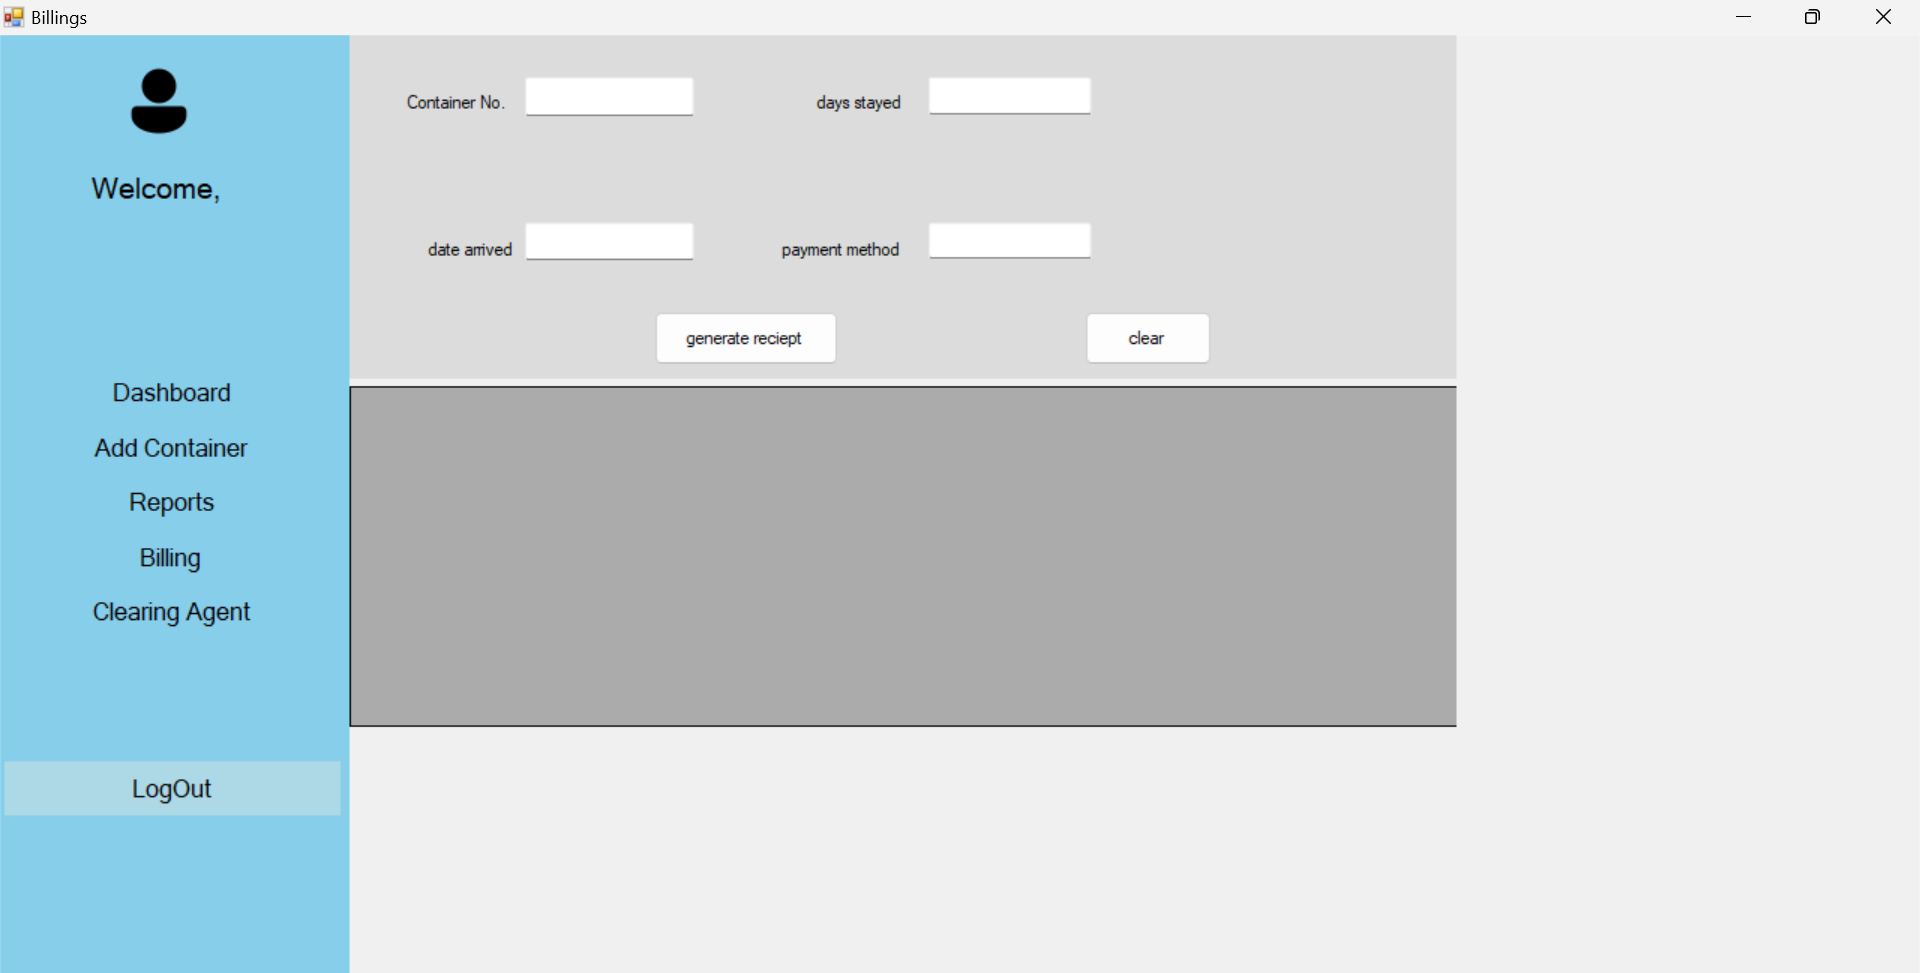 Billings
Welcome,
Dashboard
Add Container
Reports
Billing
Clearing Agent
LogOut
Container No.
days stayed
date arrived
payment method
generate reciept
clear